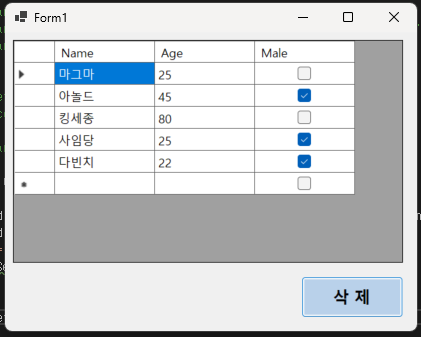 Form1
Name Age Male
마그마 25
아놀드 45
킹세종 80
사임당 25
다빈치 22
삭 제